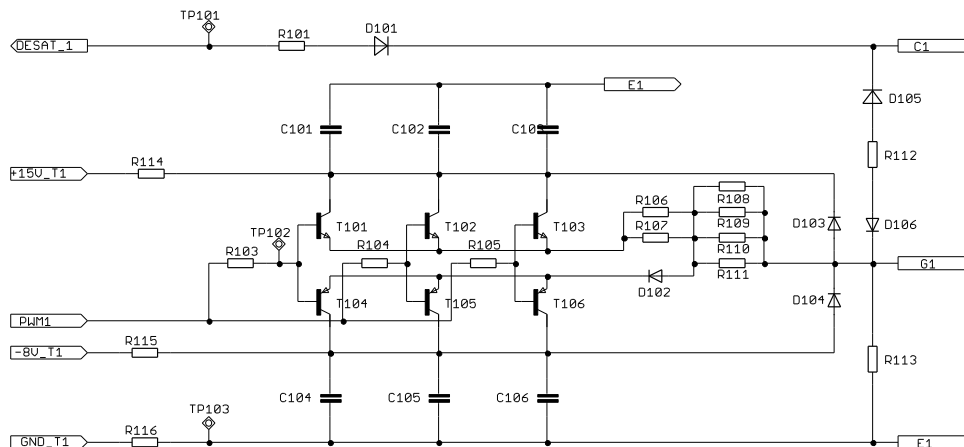 TP101
R101
D101
DESAT_1
C1
E1
D105
C101
C102
C103
R112
R114
+15V_T1
R106
R108
T101
T102
T103
R107
R109
D103
D106
TP102
R103
R104
R105
R110
G1
R111
D102
T104
T105
T106
D104
PWM1
R115
-8V_T1
R113
C104
C105
C106
TP103
R116
GND_T1
E1